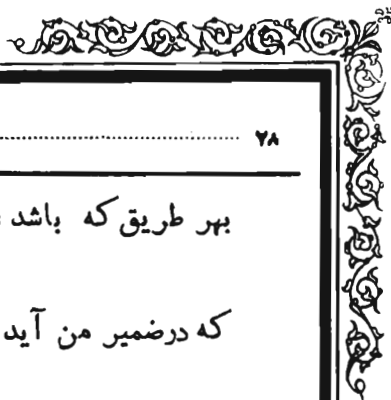 ۲۸
بهر طریق که باشد
که درضمیر من آید